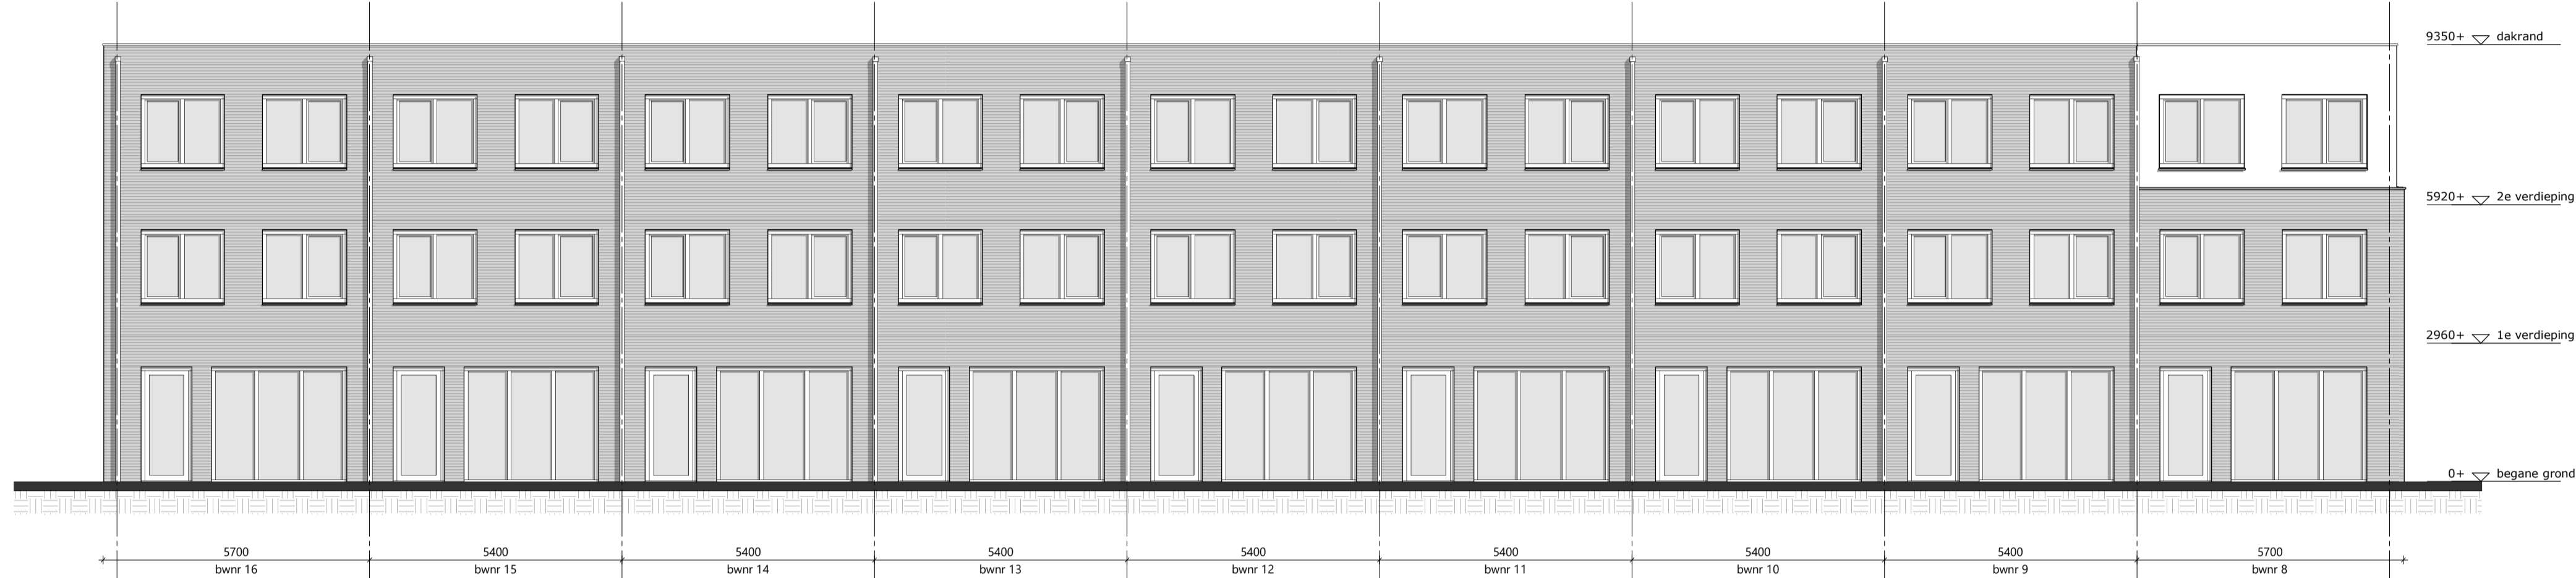 9350+ dakrand
5920+ 2e verdieping
2960+ 1e verdieping
0+ begane grond
5700 5400 5400 5400 5400 5400 5400 5400 5700
bwnr 16 bwnr 15 bwnr 14 bwnr 13 bwnr 12 bwnr 11 bwnr 10 bwnr 9 bwnr 8